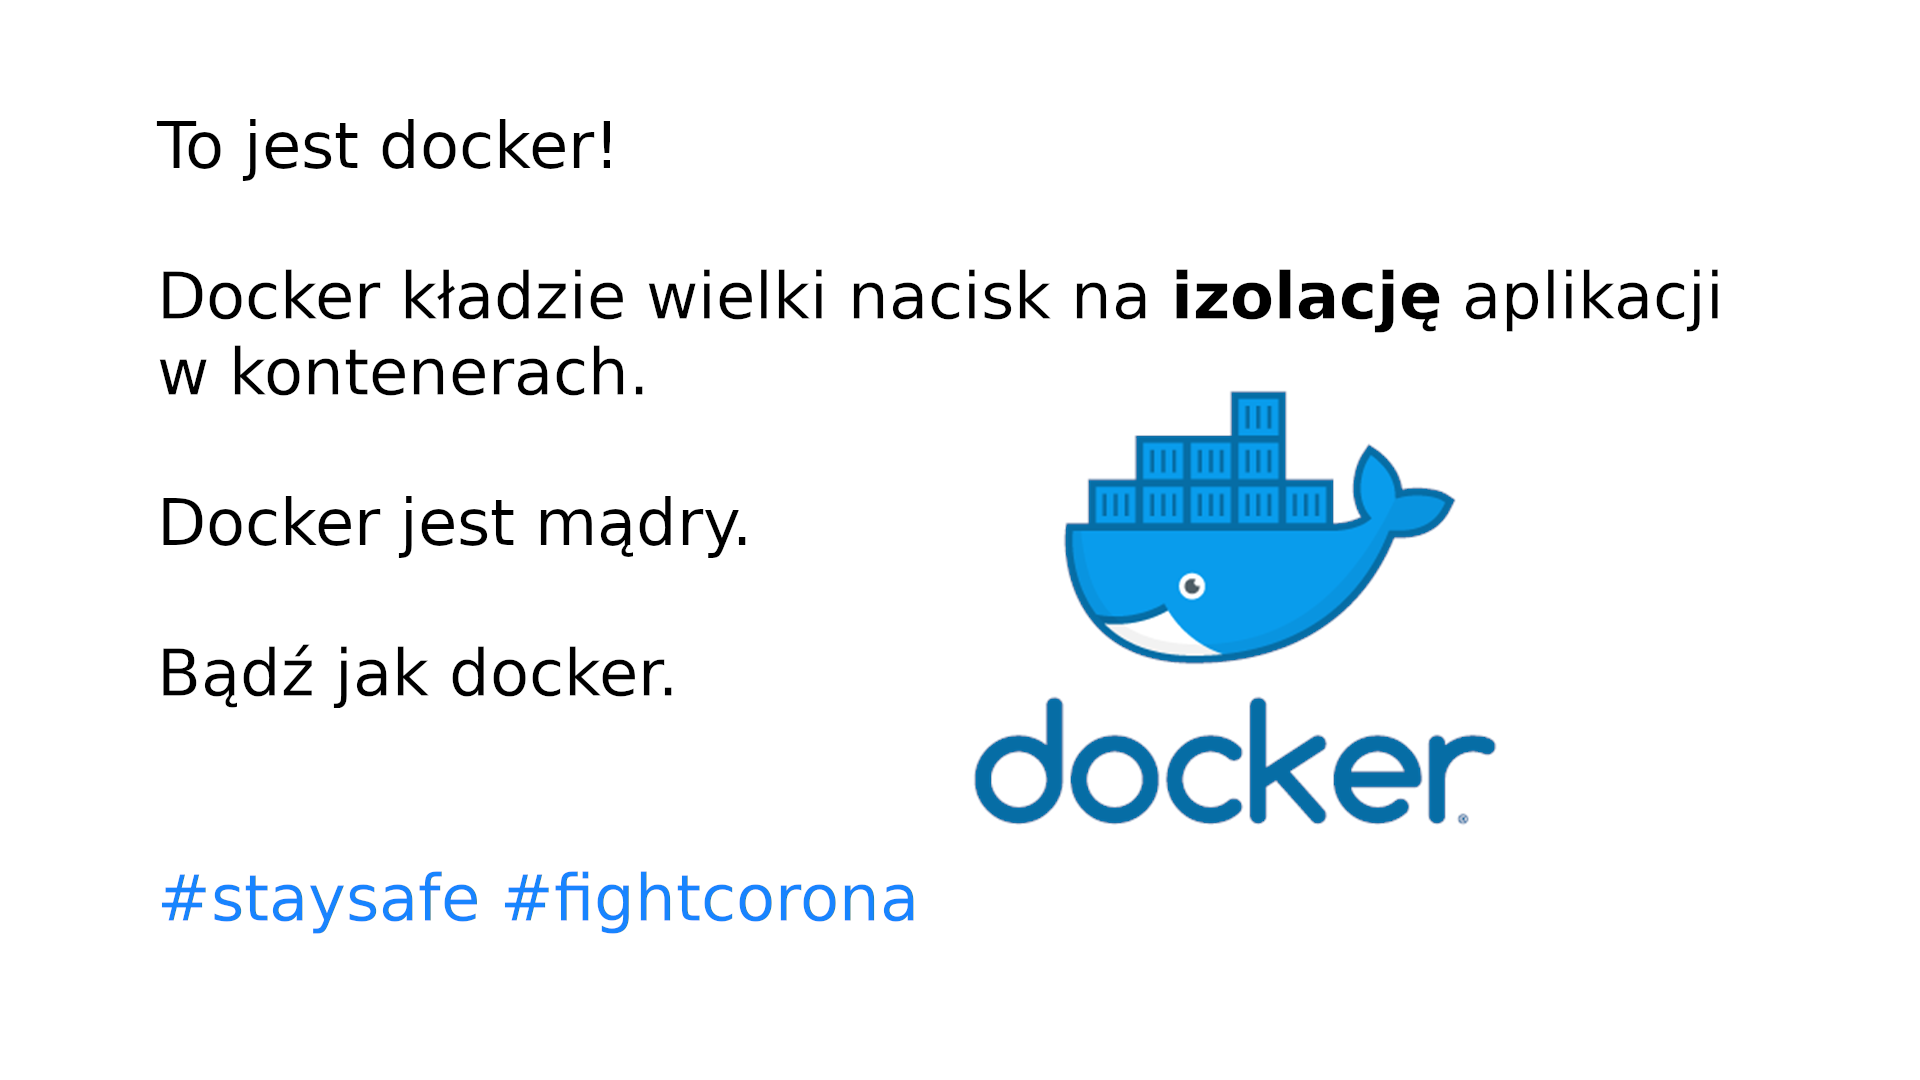 To jest docker!
Docker kładzie wielki nacisk na izolację aplikacji
w kontenerach.
Docker jest mądry.
Bądź jak docker.
docker®
#staysafe #fightcorona